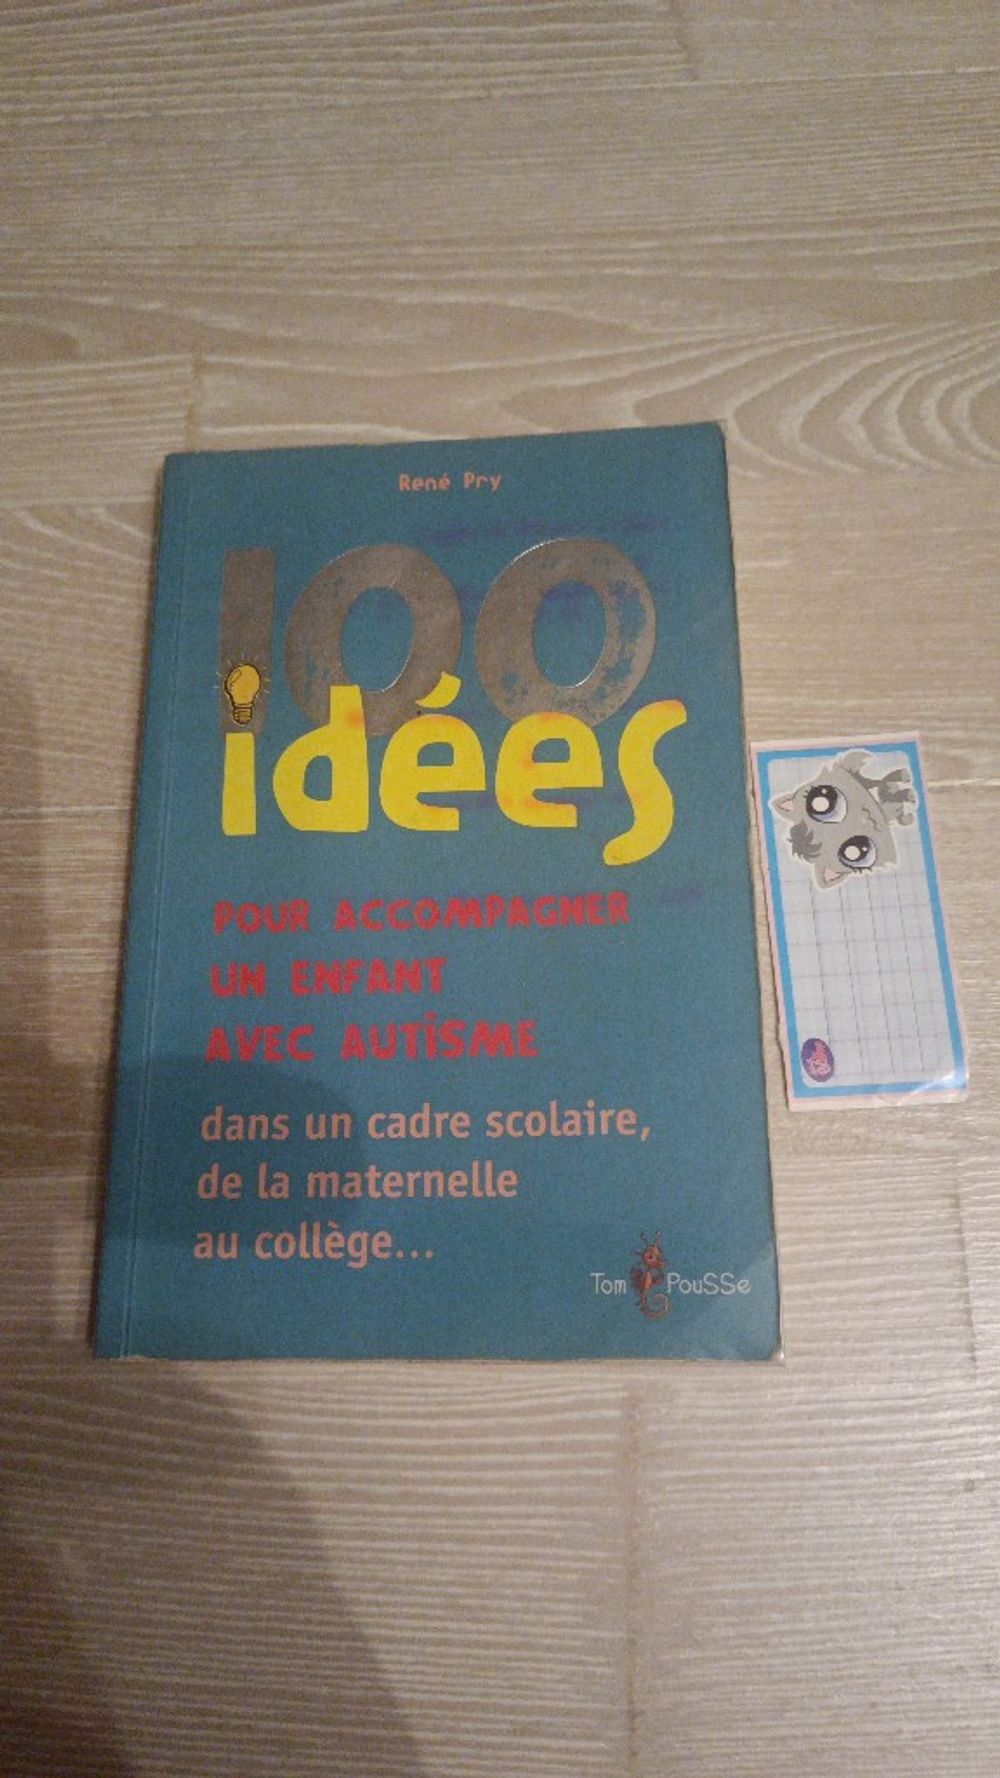 René Pry
100
idées
POUR ACCOMPAGNER
UN ENFANT
AVEC AUTiSME
dans un cadre scolaire,
de la maternelle
au collège...
Tom PouSSe